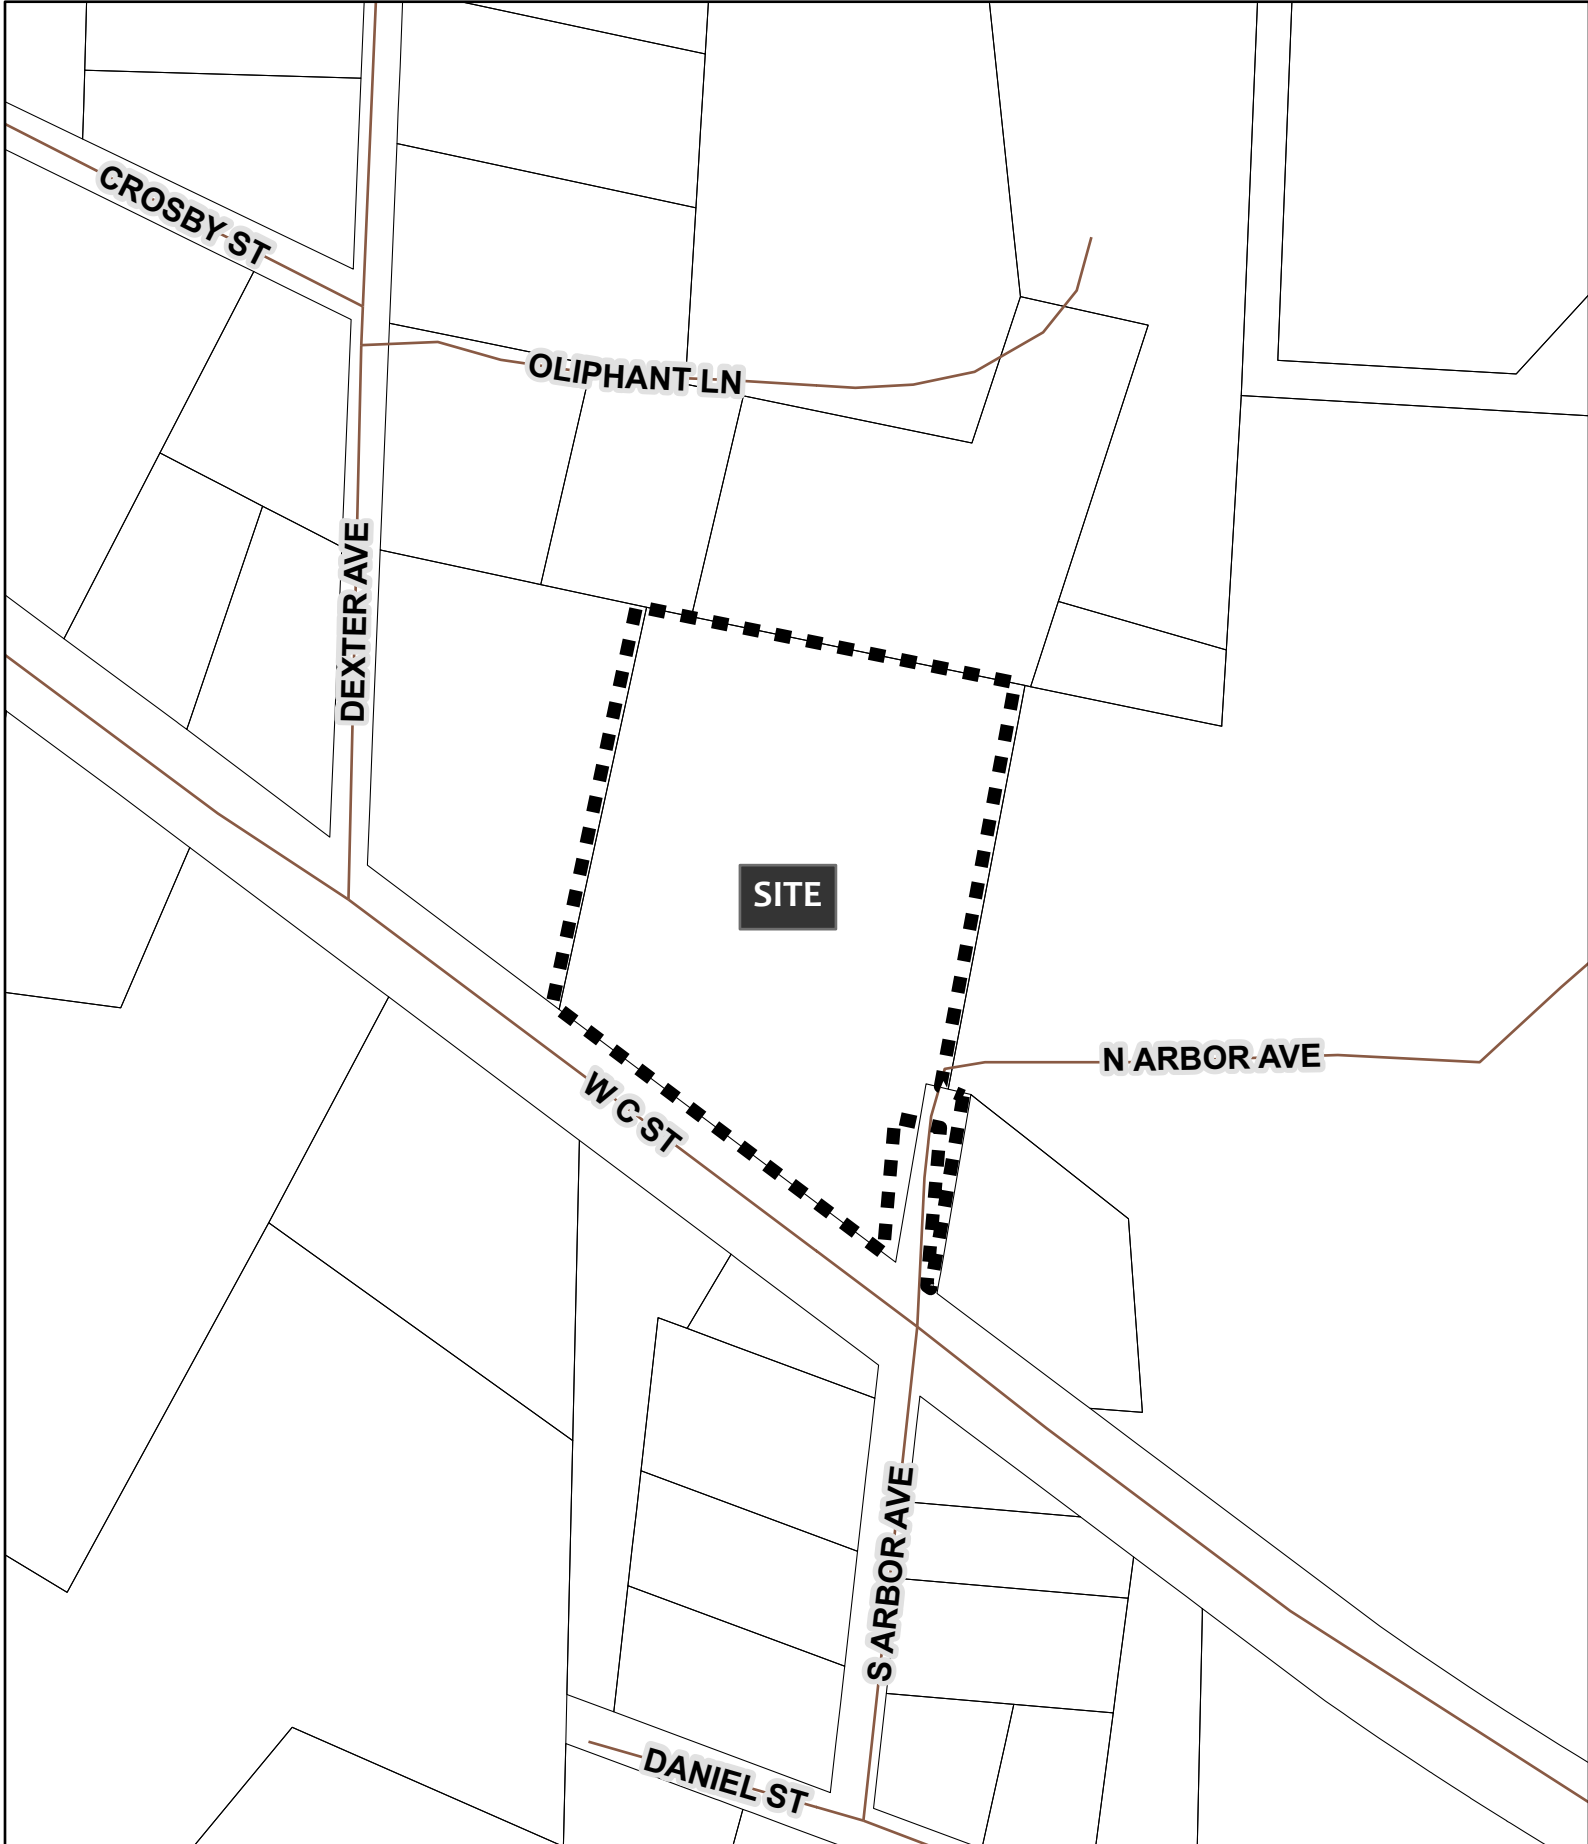 CROSBY ST
OLIPHANT LN
DEXTER AVE
SITE
N ARBOR AVE
W C ST
S ARBOR AVE
DANIEL ST